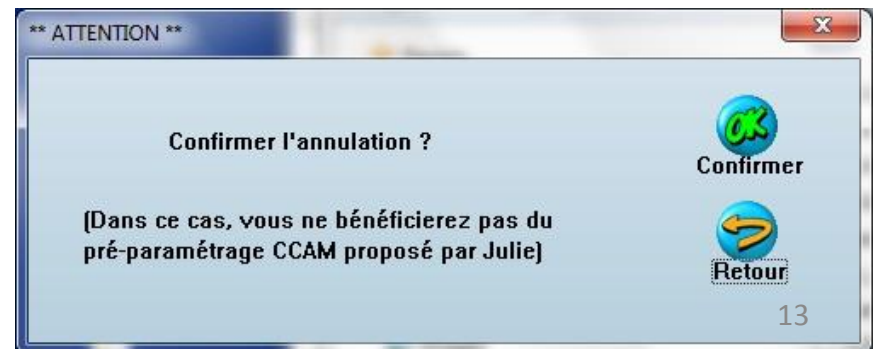 ** ATTENTION **
Confirmer l'annulation ?
OK
Confirmer
(Dans ce cas, vous ne bénéficierez pas du
pré-paramétrage CCAM proposé par Julie)
Retour
13